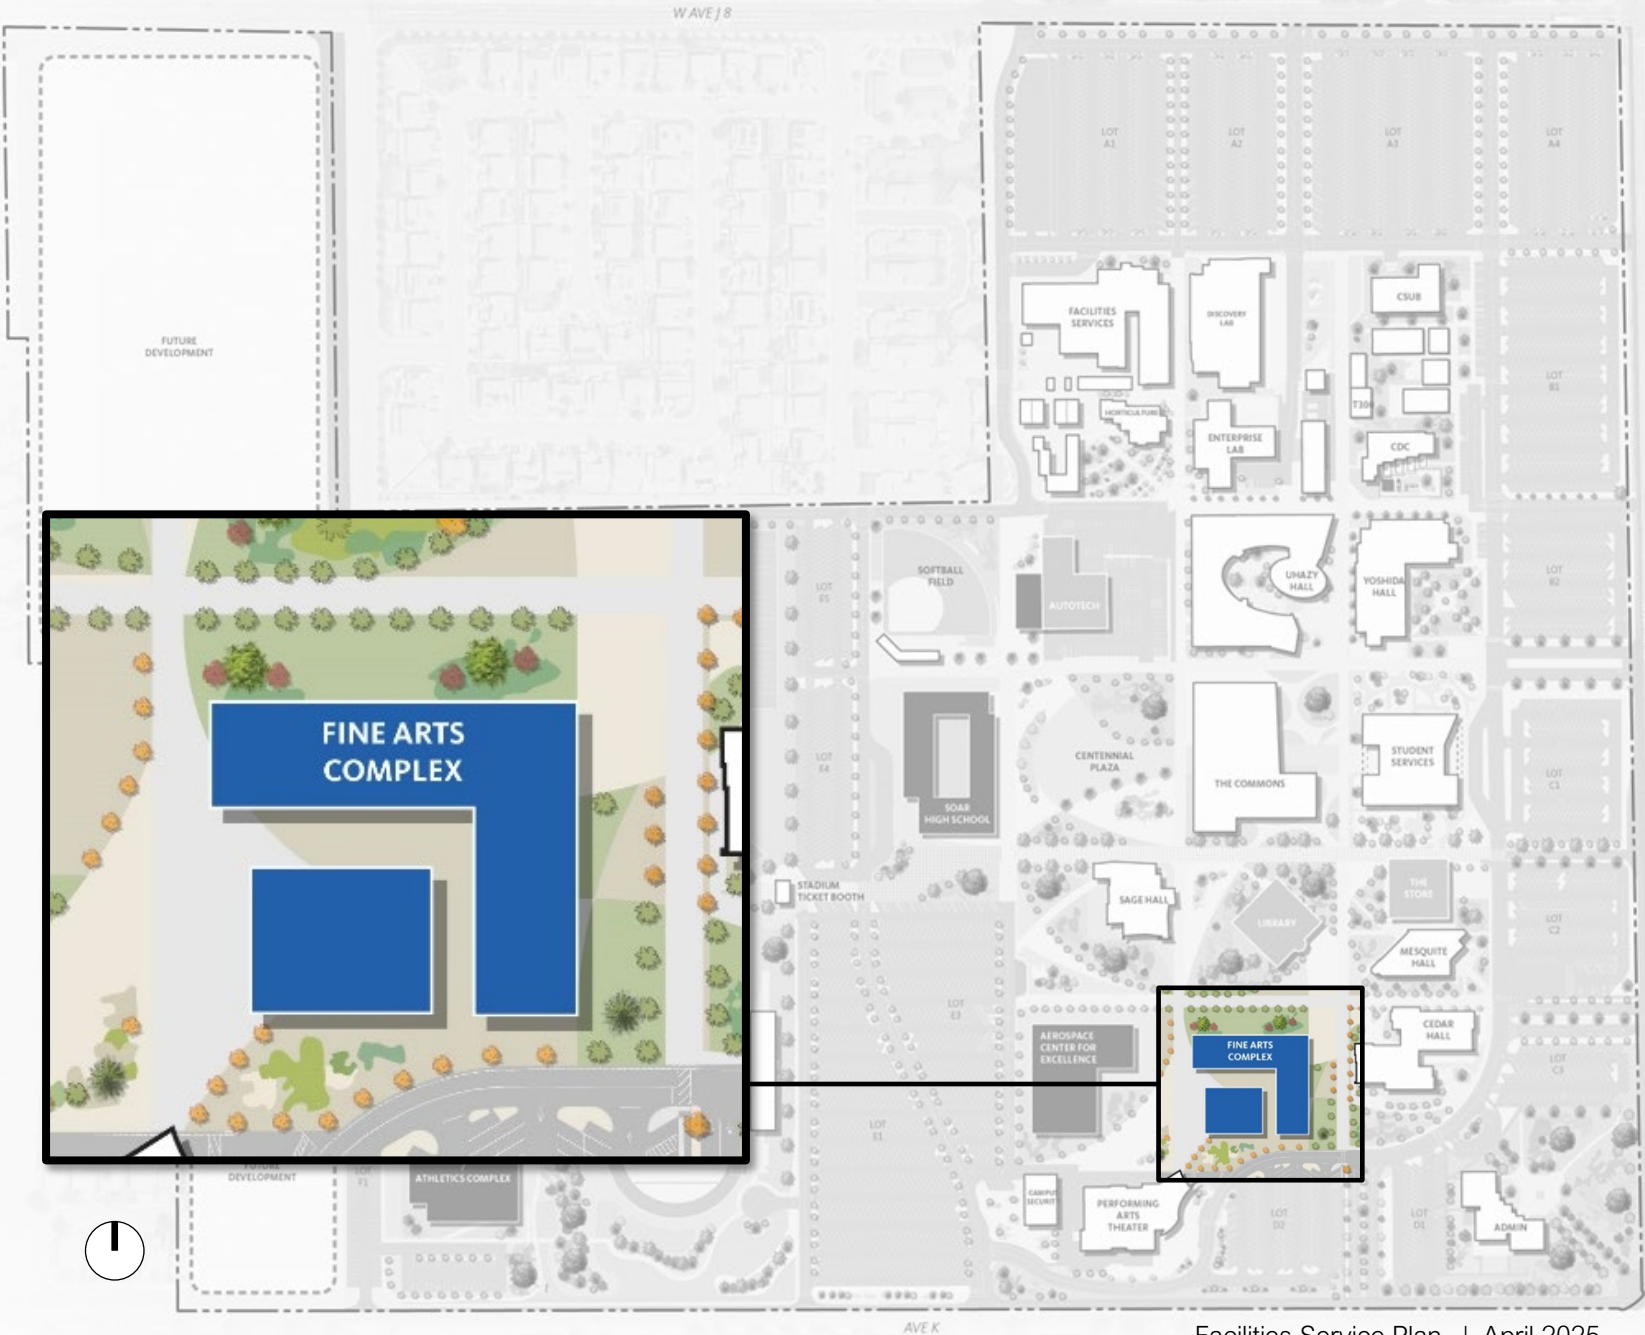 W AVE J 8
LOT
A1
LOT
A2
LOT
A3
LOT
A4
FACILITIES
SERVICES
DISCOVERY
LAB
CSUB
FUTURE
DEVELOPMENT
LOT
B1
T300
HORTICULTURE
ENTERPRISE
LAB
CDC
SOFTBALL
FIELD
LOT
E5
AUTOTECH
UHAZY
HALL
YOSHIDA
HALL
LOT
B2
FINE ARTS
COMPLEX
LOT
E4
CENTENNIAL
PLAZA
THE COMMONS
STUDENT
SERVICES
LOT
C1
SOAR
HIGH SCHOOL
STADIUM
TICKET BOOTH
SAGE HALL
LIBRARY
THE
STORE
LOT
C2
MESQUITE
HALL
LOT
E3
AEROSPACE
CENTER FOR
EXCELLENCE
FINE ARTS
COMPLEX
CEDAR
HALL
LOT
C3
LOT
E1
FUTURE
DEVELOPMENT
LOT
F1
ATHLETICS COMPLEX
CAMPUS
SECURITY
PERFORMING
ARTS
THEATER
LOT
D2
LOT
D1
ADMIN
AVE K
Facilities Service Plan | April 2025